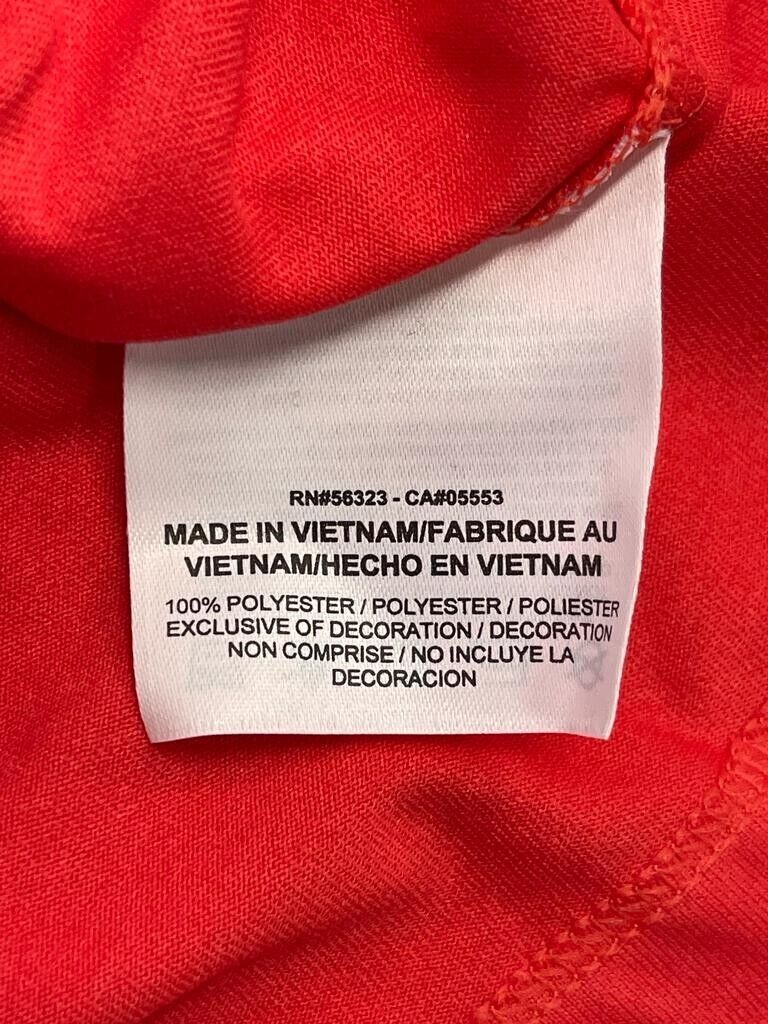 RN#56323 - CA#05553
MADE IN VIETNAM/FABRIQUE AU
VIETNAM/HECHO EN VIETNAM
100% POLYESTER / POLYESTER / POLIESTER
EXCLUSIVE OF DECORATION / DECORATION
NON COMPRISE / NO INCLUYE LA
DECORACION